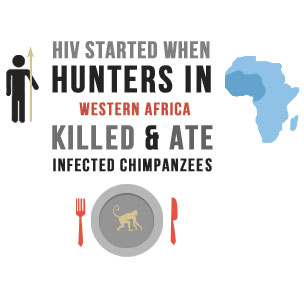 HIV STARTED WHEN
HUNTERS IN
WESTERN AFRICA
KILLED & ATE
INFECTED CHIMPANZEES